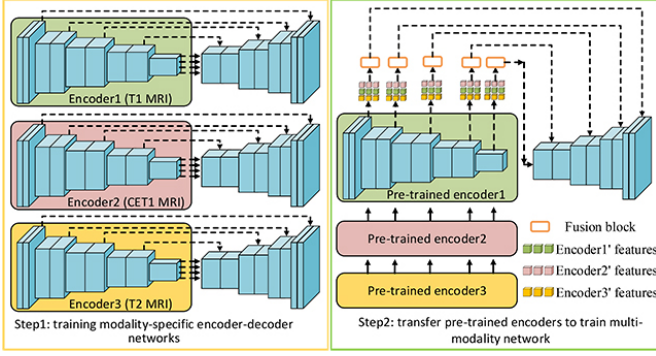 Encoder1 (T1 MRI)
Encoder2 (CET1 MRI)
Encoder3 (T2 MRI)
Step1: training modality-specific encoder-decoder
networks
Pre-trained encoder1
Pre-trained encoder2
Pre-trained encoder3
Fusion block
Encoder1' features
Encoder2' features
Encoder3' features
Step2: transfer pre-trained encoders to train multi-
modality network